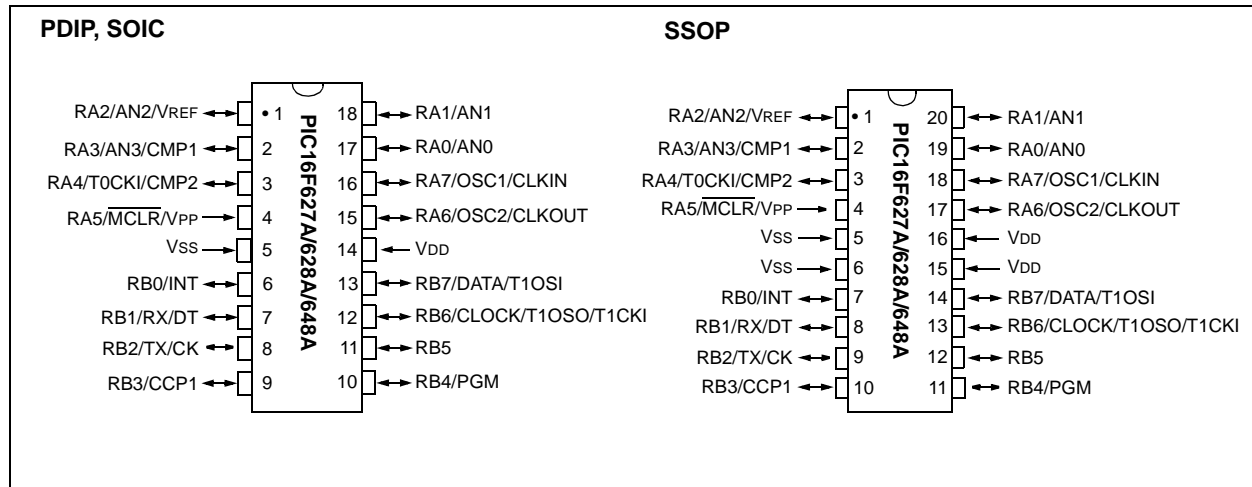 PDIP, SOIC
RA2/AN2/VREF
RA3/AN3/CMP1
RA4/T0CKI/CMP2
RA5/MCLR/VPP
VSS
RB0/INT
RB1/RX/DT
RB2/TX/CK
RB3/CCP1
1
2
3
4
5
6
7
8
9
PIC16F627A/628A/648A
18
17
16
15
14
13
12
11
10
RA1/AN1
RA0/AN0
RA7/OSC1/CLKIN
RA6/OSC2/CLKOUT
VDD
RB7/DATA/T1OSI
RB6/CLOCK/T1OSO/T1CKI
RB5
RB4/PGM
SSOP
RA2/AN2/VREF
RA3/AN3/CMP1
RA4/T0CKI/CMP2
RA5/MCLR/VPP
VSS
VSS
RB0/INT
RB1/RX/DT
RB2/TX/CK
RB3/CCP1
1
2
3
4
5
6
7
8
9
10
PIC16F627A/628A/648A
20
19
18
17
16
15
14
13
12
11
RA1/AN1
RA0/AN0
RA7/OSC1/CLKIN
RA6/OSC2/CLKOUT
VDD
VDD
RB7/DATA/T1OSI
RB6/CLOCK/T1OSO/T1CKI
RB5
RB4/PGM